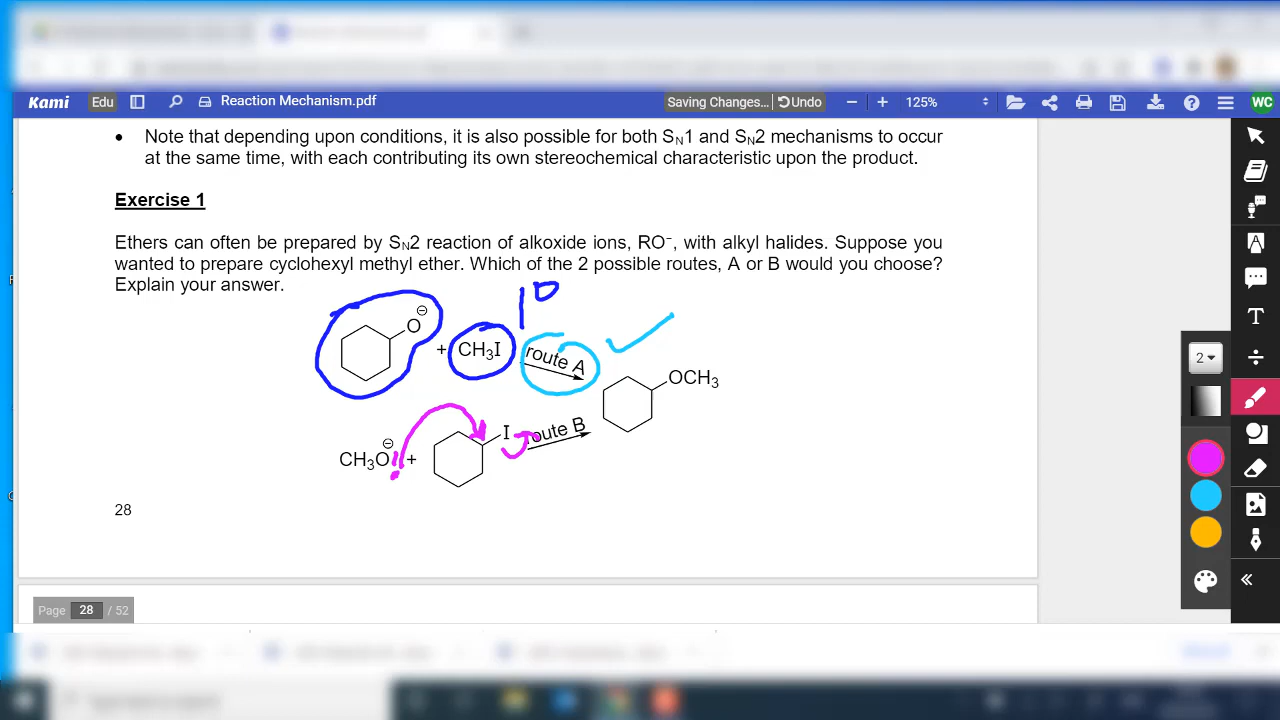 Kami Edu Reaction Mechanism.pdf Saving Changes... Undo 125% WC
• Note that depending upon conditions, it is also possible for both SN1 and SN2 mechanisms to occur
at the same time, with each contributing its own stereochemical characteristic upon the product.
Exercise 1
Ethers can often be prepared by SN2 reaction of alkoxide ions, RO⁻, with alkyl halides. Suppose you
wanted to prepare cyclohexyl methyl ether. Which of the 2 possible routes, A or B would you choose?
Explain your answer.
1°
O⊖
+ CH3I
route A
OCH3
CH3O⊖ +
I
route B
28
2
Page 28 / 52